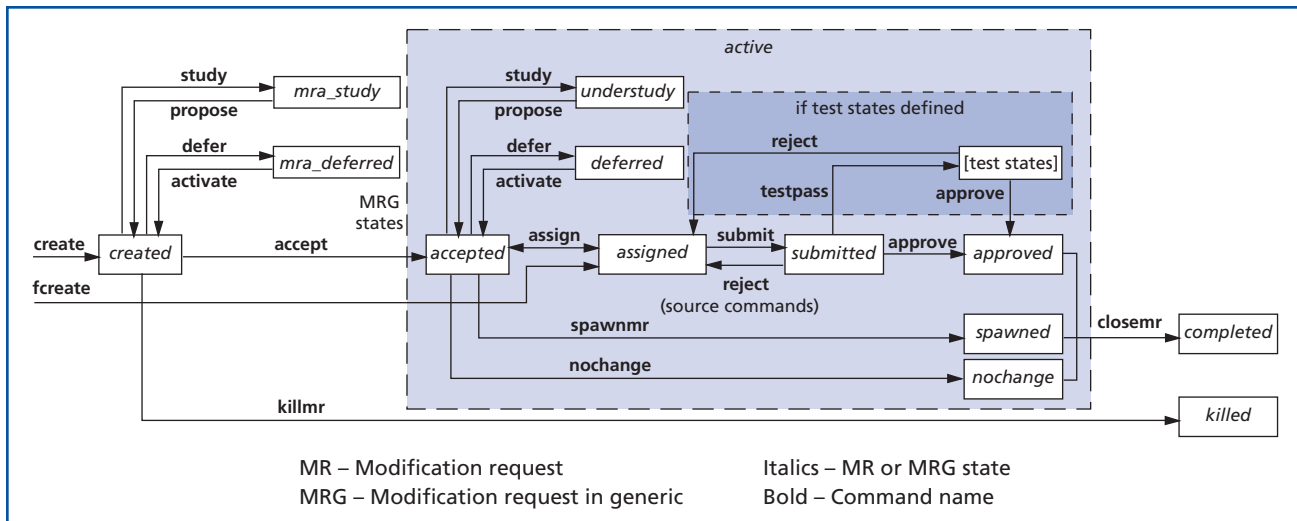 active
study
mra_study
propose
study
understudy
propose
if test states defined
defer
mra_deferred
activate
defer
deferred
activate
reject
[test states]
testpass
approve
MRG
states
create
created
accept
accepted
assign
assigned
submit
submitted
approve
approved
fcreate
reject
(source commands)
spawnmr
spawned
closemr
completed
nochange
nochange
killmr
killed
MR – Modification request
MRG – Modification request in generic
Italics – MR or MRG state
Bold – Command name